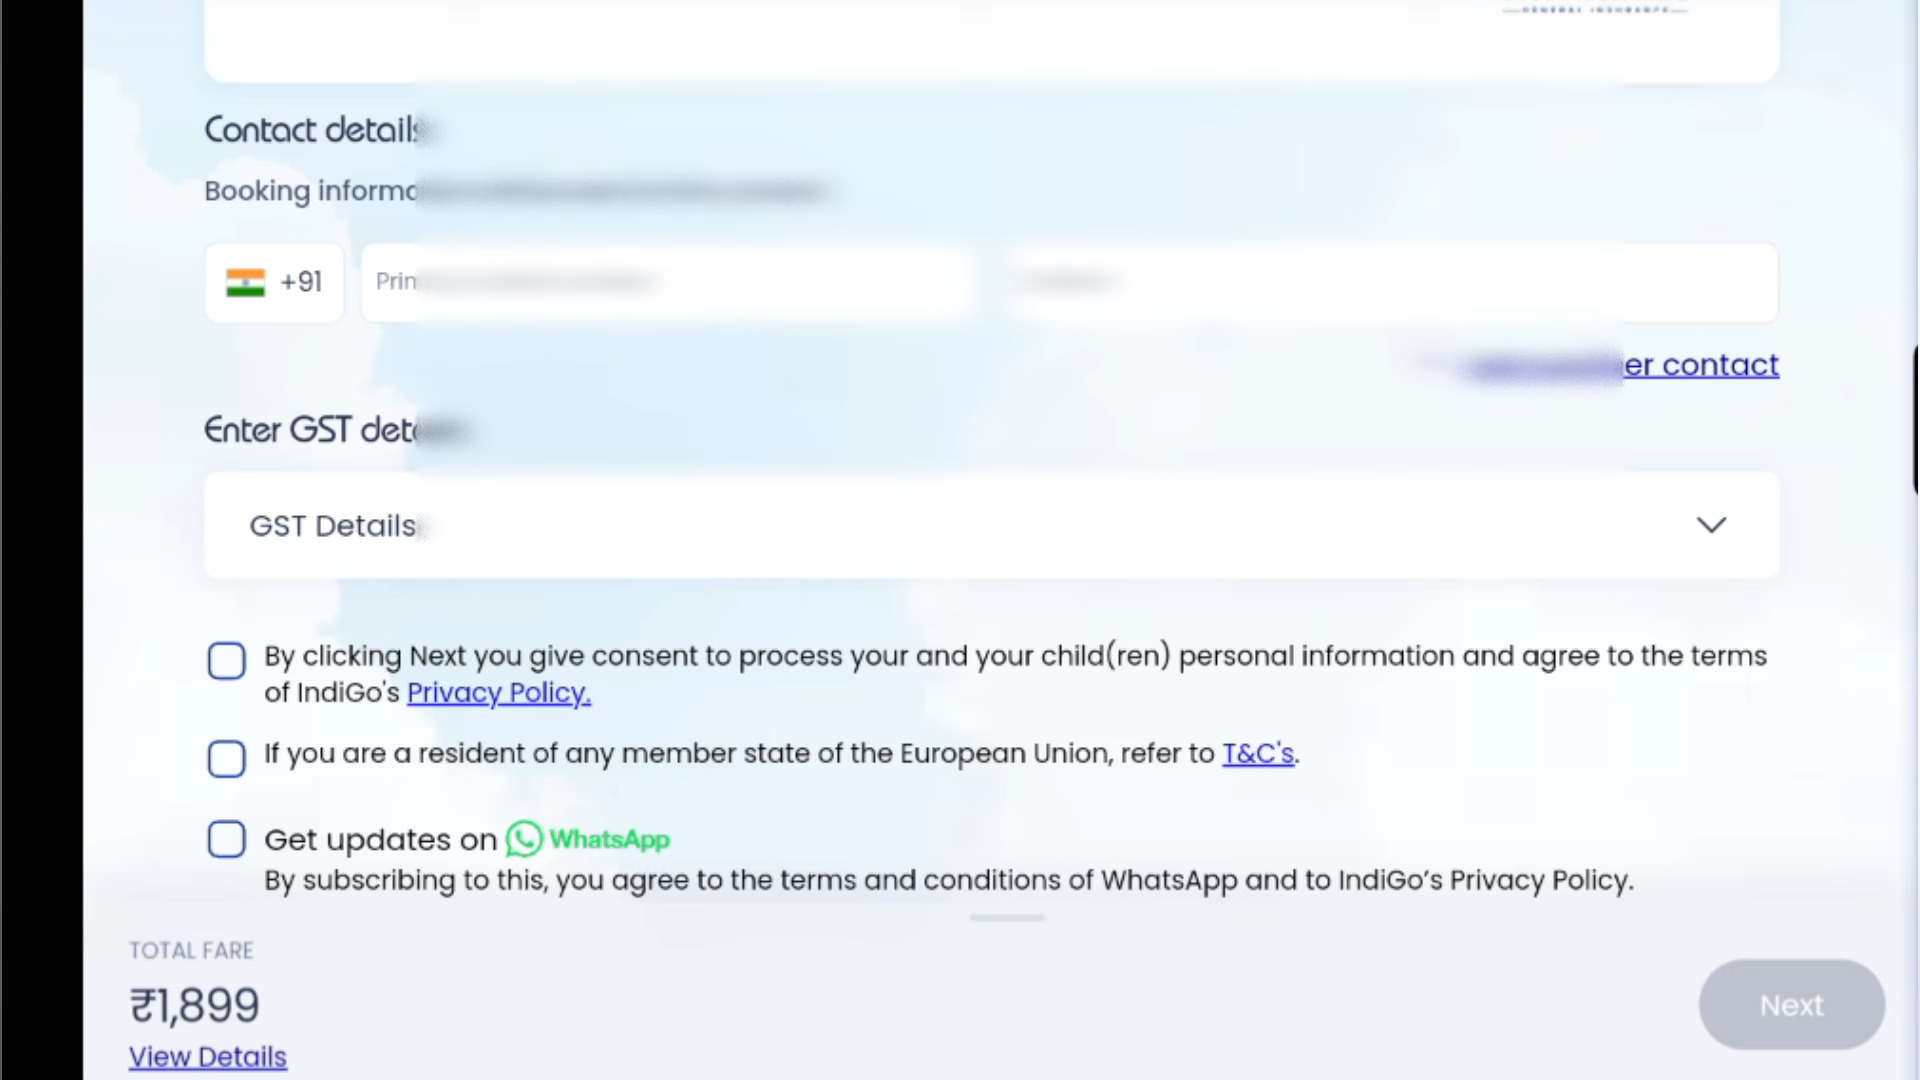 GENERAL INSURANCE
Contact details
Booking
+91
er contact
Enter GST
GST Details
By clicking Next you give consent to process your and your child(ren) personal information and agree to the terms
of IndiGo's Privacy Policy.
If you are a resident of any member state of the European Union, refer to T&C's.
Get updates on WhatsApp
By subscribing to this, you agree to the terms and conditions of WhatsApp and to IndiGo’s Privacy Policy.
TOTAL FARE
₹1,899
Next
View Details